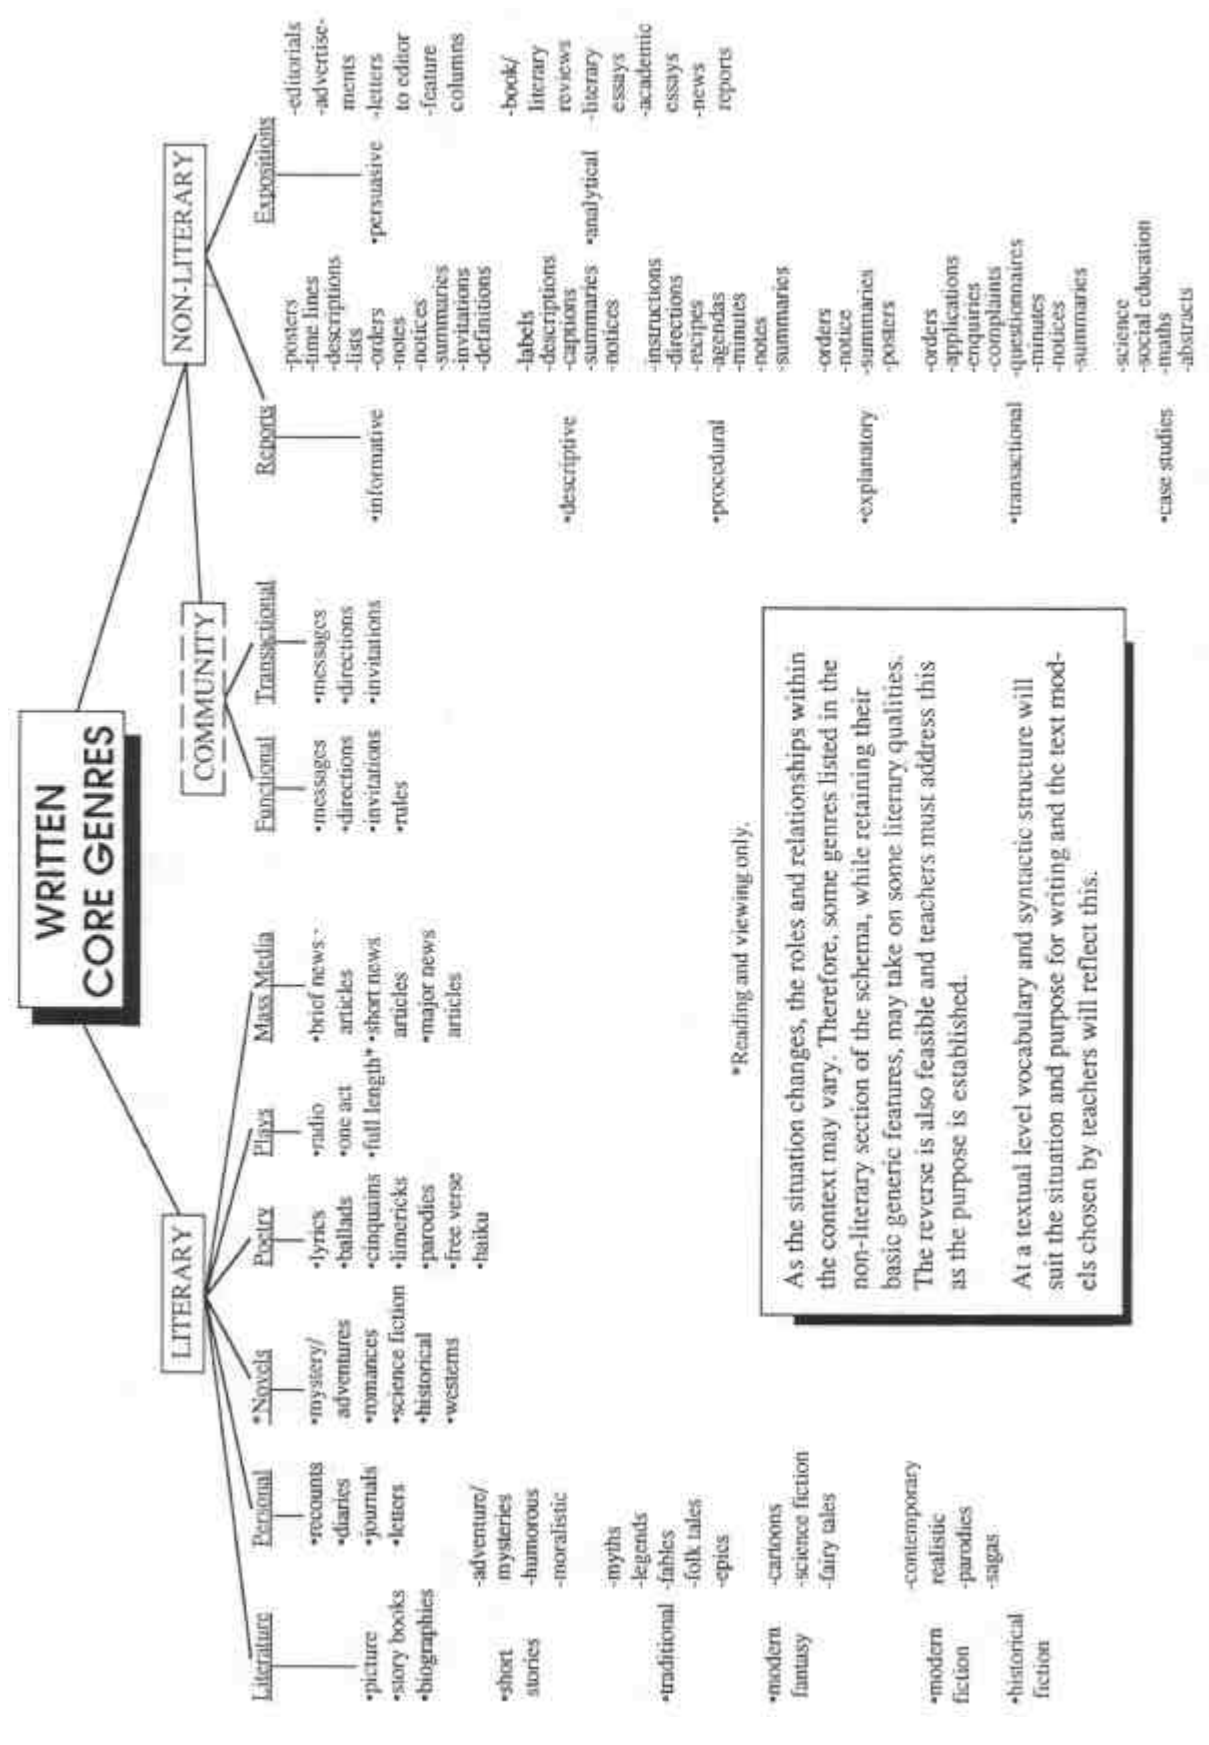 WRITTEN
CORE GENRES
LITERARY
Literature
•picture
•story books
•biographies
•short
stories
-adventure/
mysteries
-humorous
-moralistic
•traditional
-myths
-legends
-fables
-folk tales
-epics
•modern
fantasy
-cartoons
-science fiction
-fairy tales
•modern
fiction
-contemporary
realistic
-parodies
-sagas
•historical
fiction
Personal
•recounts
•diaries
•journals
•letters
*Novels
•mystery/
adventures
•romances
•science fiction
•historical
•westerns
Poetry
•lyrics
•ballads
•cinquains
•limericks
•parodies
•free verse
•haiku
Plays
•radio
•one act
•full length*
Mass Media
•brief news
articles
•short news
articles
•major news
articles
COMMUNITY
Functional
•messages
•directions
•invitations
•rules
Transactional
•messages
•directions
•invitations
NON-LITERARY
Reports
•informative
-posters
-time lines
-descriptions
-lists
-orders
-notes
-notices
-summaries
-invitations
-definitions
•descriptive
-labels
-descriptions
-captions
-summaries
-notices
•procedural
-instructions
-directions
-recipes
-agendas
-minutes
-notes
-summaries
•explanatory
-orders
-notice
-summaries
-posters
•transactional
-orders
-applications
-enquiries
-complaints
-questionnaires
-minutes
-notices
-summaries
•case studies
-science
-social education
-maths
-abstracts
Expositions
•persuasive
-editorials
-advertise-
ments
-letters
to editor
-feature
columns
•analytical
-book/
literary
reviews
-literary
essays
-academic
essays
-news
reports
*Reading and viewing only.
As the situation changes, the roles and relationships within
the context may vary. Therefore, some genres listed in the
non-literary section of the schema, while retaining their
basic generic features, may take on some literary qualities.
The reverse is also feasible and teachers must address this
as the purpose is established.
At a textual level vocabulary and syntactic structure will
suit the situation and purpose for writing and the text mod-
els chosen by teachers will reflect this.